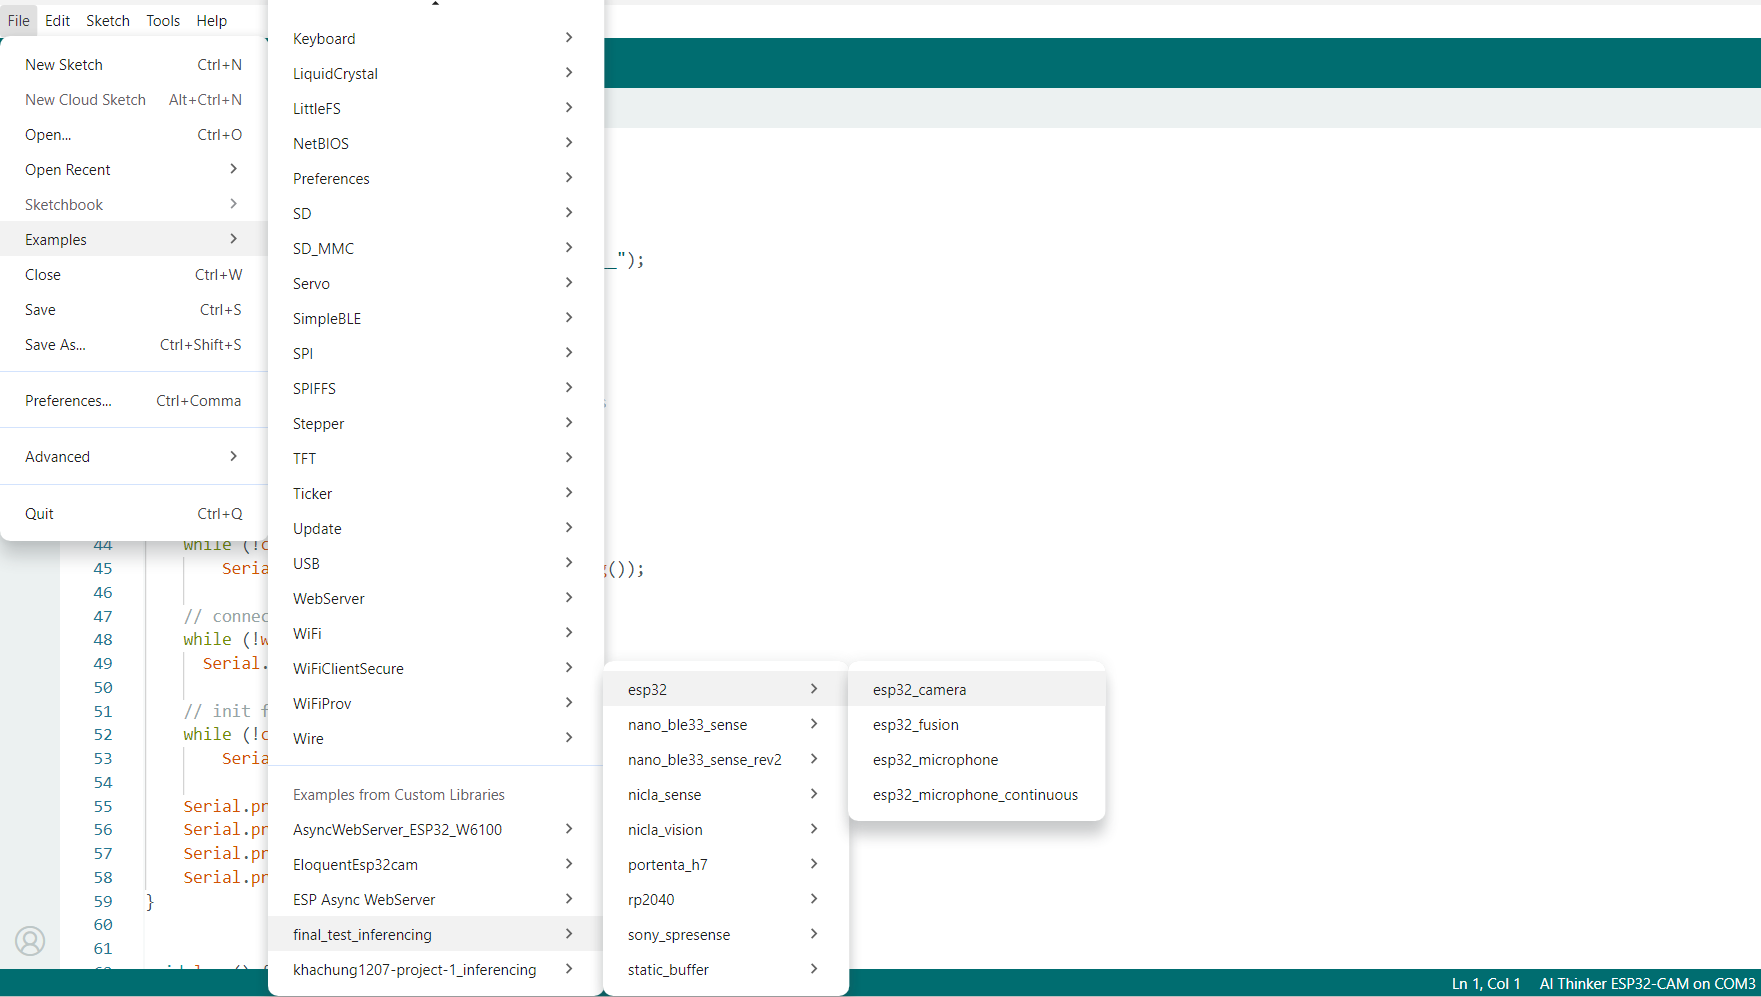 File Edit Sketch Tools Help
New Sketch Ctrl+N
New Cloud Sketch Alt+Ctrl+N
Open... Ctrl+O
Open Recent
Sketchbook
Examples
Close Ctrl+W
Save Ctrl+S
Save As... Ctrl+Shift+S
Preferences... Ctrl+Comma
Advanced
Quit Ctrl+Q
Keyboard
LiquidCrystal
LittleFS
NetBIOS
Preferences
SD
SD_MMC
Servo
SimpleBLE
SPI
SPIFFS
Stepper
TFT
Ticker
Update
USB
WebServer
WiFi
WiFiClientSecure
WiFiProv
Wire
Examples from Custom Libraries
AsyncWebServer_ESP32_W6100
EloquentEsp32cam
ESP Async WebServer
final_test_inferencing
khachung1207-project-1_inferencing
esp32
nano_ble33_sense
nano_ble33_sense_rev2
nicla_sense
nicla_vision
portenta_h7
rp2040
sony_spresense
static_buffer
esp32_camera
esp32_fusion
esp32_microphone
esp32_microphone_continuous
_");
());
44 while (!c
45 Seria
46
47 // connec
48 while (!w
49 Serial.
50
51 // init f
52 while (!c
53 Seria
54
55 Serial.pr
56 Serial.pr
57 Serial.pr
58 Serial.pr
59 }
60
61
Ln 1, Col 1 AI Thinker ESP32-CAM on COM3